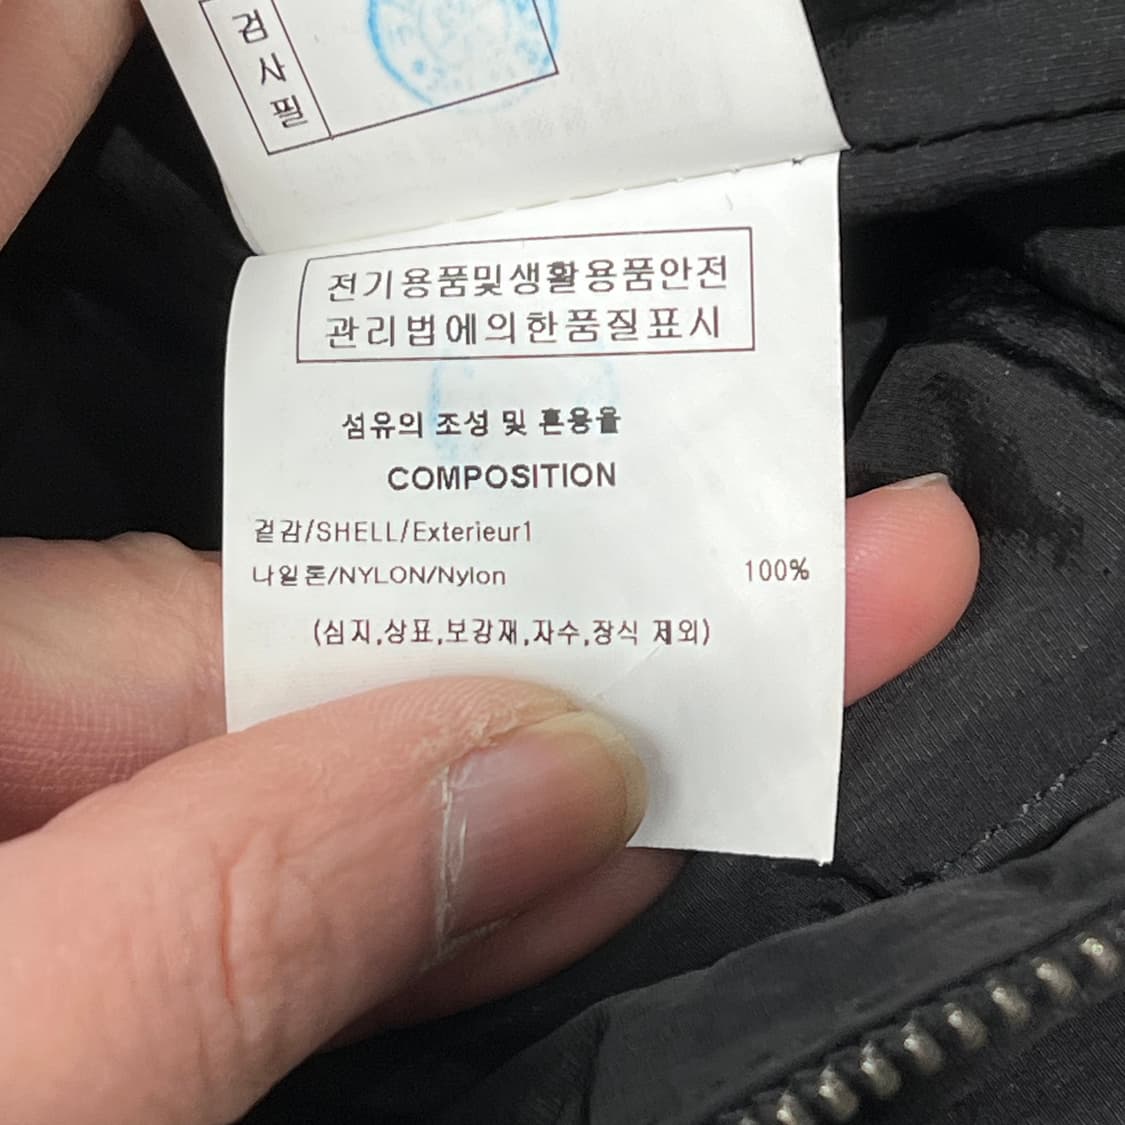 검사필
전기용품및생활용품안전
관리법에의한품질표시
섬유의 조성 및 혼용율
COMPOSITION
겉감/SHELL/Exterieur1
나일론/NYLON/Nylon 100%
(심지,상표,보강재,자수,장식 제외)